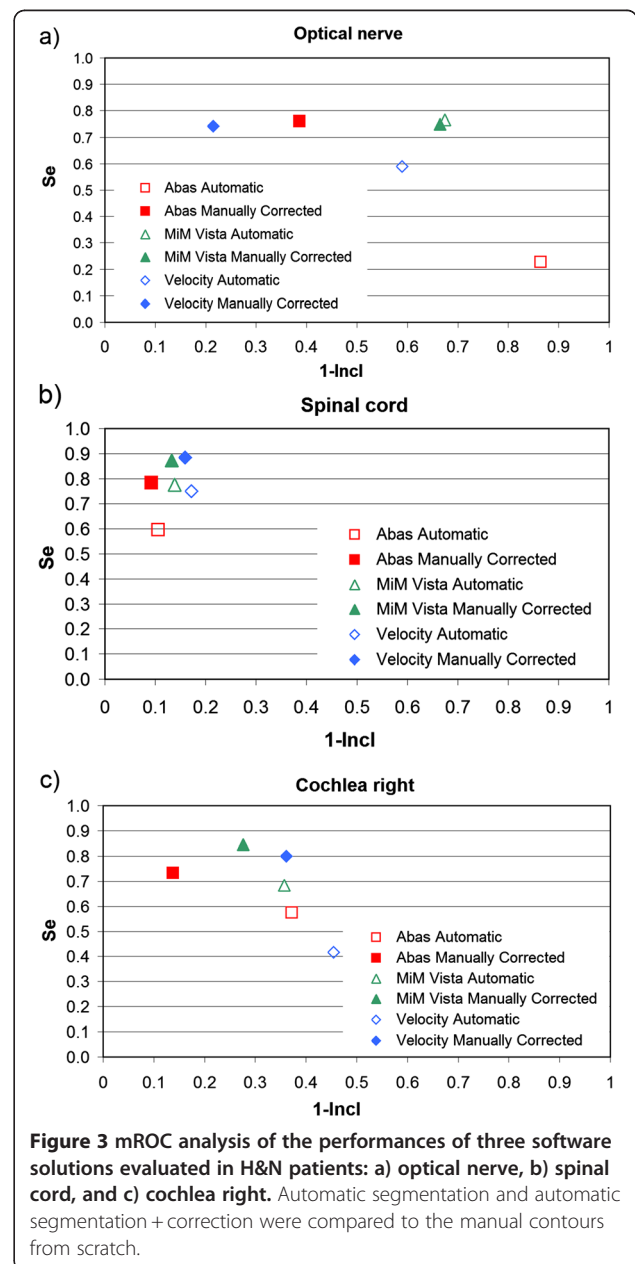 a)
Optical nerve
1.0
0.9
0.8
0.7
0.6
0.5
0.4
0.3
0.2
0.1
0.0
Se
Abas Automatic
Abas Manually Corrected
MiM Vista Automatic
MiM Vista Manually Corrected
Velocity Automatic
Velocity Manually Corrected
0 0.1 0.2 0.3 0.4 0.5 0.6 0.7 0.8 0.9 1
1-Incl
b)
Spinal cord
1.0
0.9
0.8
0.7
0.6
0.5
0.4
0.3
0.2
0.1
0.0
Se
Abas Automatic
Abas Manually Corrected
MiM Vista Automatic
MiM Vista Manually Corrected
Velocity Automatic
Velocity Manually Corrected
0 0.1 0.2 0.3 0.4 0.5 0.6 0.7 0.8 0.9 1
1-Incl
c)
Cochlea right
1.0
0.9
0.8
0.7
0.6
0.5
0.4
0.3
0.2
0.1
0.0
Se
Abas Automatic
Abas Manually Corrected
MiM Vista Automatic
MiM Vista Manually Corrected
Velocity Automatic
Velocity Manually Corrected
0 0.1 0.2 0.3 0.4 0.5 0.6 0.7 0.8 0.9 1
1-Incl
Figure 3 mROC analysis of the performances of three software
solutions evaluated in H&N patients: a) optical nerve, b) spinal
cord, and c) cochlea right. Automatic segmentation and automatic
segmentation + correction were compared to the manual contours
from scratch.